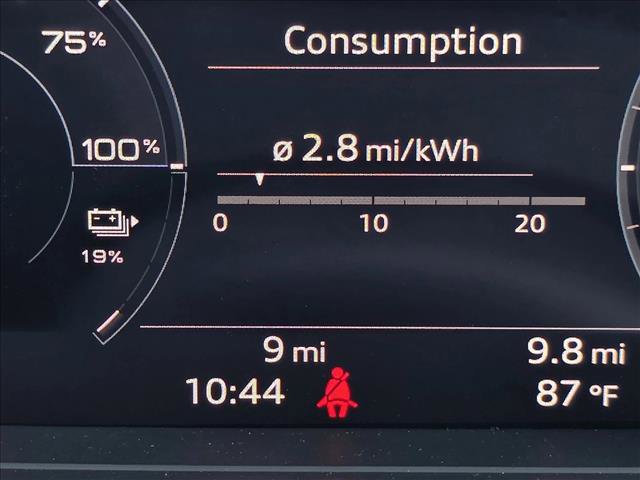 75%
Consumption
100%
ø 2.8 mi/kWh
0 10 20
19%
9 mi 9.8 mi
10:44 87 °F